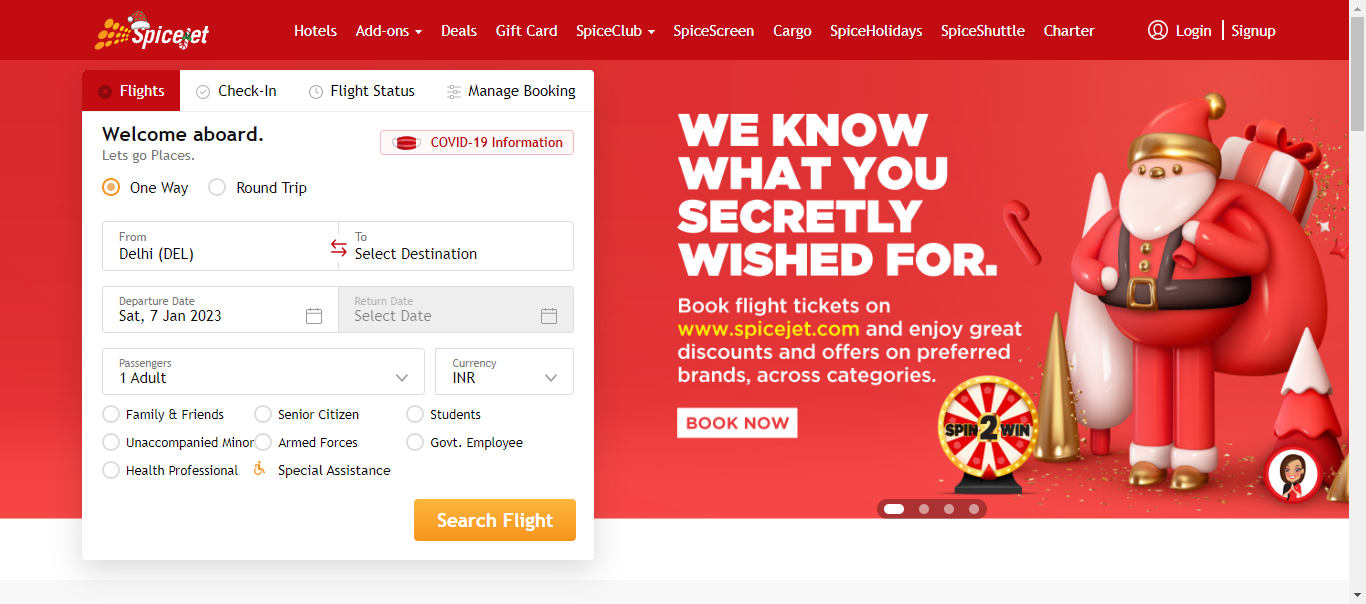 SpiceJet
Hotels Add-ons Deals Gift Card SpiceClub SpiceScreen Cargo SpiceHolidays SpiceShuttle Charter Login Signup
Flights Check-In Flight Status Manage Booking
Welcome aboard.
Lets go Places.
COVID-19 Information
One Way Round Trip
From
Delhi (DEL)
To
Select Destination
Departure Date
Sat, 7 Jan 2023
Return Date
Select Date
Passengers
1 Adult
Currency
INR
Family & Friends Senior Citizen Students
Unaccompanied Minor Armed Forces Govt. Employee
Health Professional Special Assistance
Search Flight
WE KNOW
WHAT YOU
SECRETLY
WISHED FOR.
Book flight tickets on
www.spicejet.com and enjoy great
discounts and offers on preferred
brands, across categories.
BOOK NOW
SPIN 2 WIN